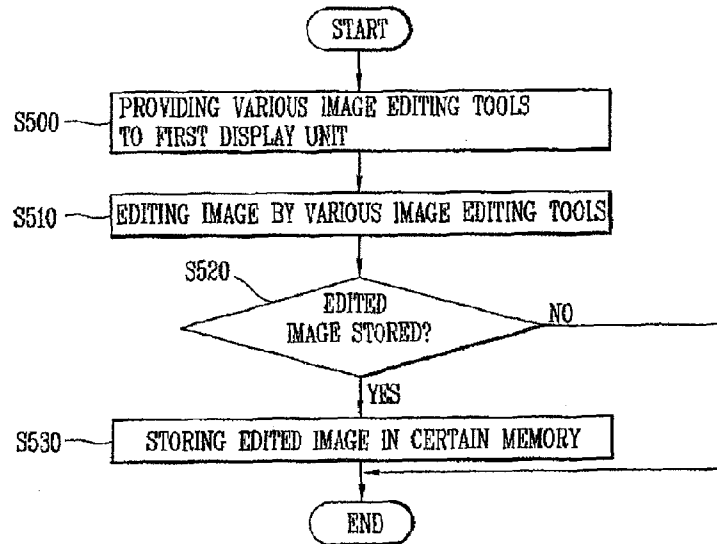 START
S500
PROVIDING VARIOUS IMAGE EDITING TOOLS
TO FIRST DISPLAY UNIT
S510
EDITING IMAGE BY VARIOUS IMAGE EDITING TOOLS
S520
EDITED
IMAGE STORED?
NO
YES
S530
STORING EDITED IMAGE IN CERTAIN MEMORY
END